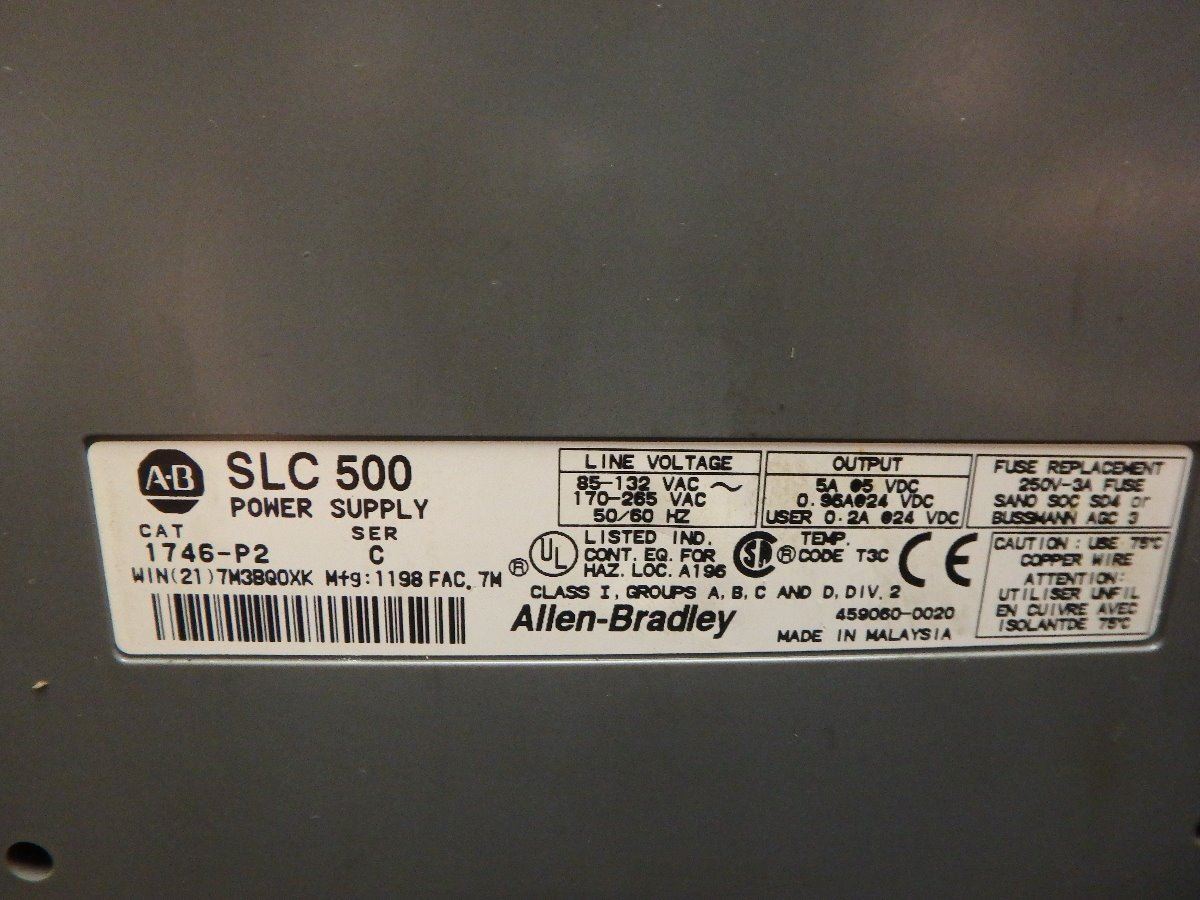 A-B
SLC 500
POWER SUPPLY
CAT SER
1746-P2 C
WIN(21)7M3BQ0XK Mfg:1198 FAC. 7M
LINE VOLTAGE
85-132 VAC ~
170-265 VAC
50/60 HZ
OUTPUT
5A @5 VDC
0.96A@24 VDC
USER 0.2A @24 VDC
FUSE REPLACEMENT
250V-3A FUSE
SANO SOC SD4 or
BUSSMANN AGC 3
® UL LISTED IND.
CONT. EQ. FOR
HAZ. LOC. A196
SA ® TEMP.
CODE T3C
CE
CLASS I, GROUPS A, B, C AND D, DIV. 2
Allen-Bradley
459060-0020
MADE IN MALAYSIA
CAUTION: USE 75°C
COPPER WIRE
ATTENTION:
UTILISER UNFIL
EN CUIVRE AVEC
ISOLANTDE 75°C